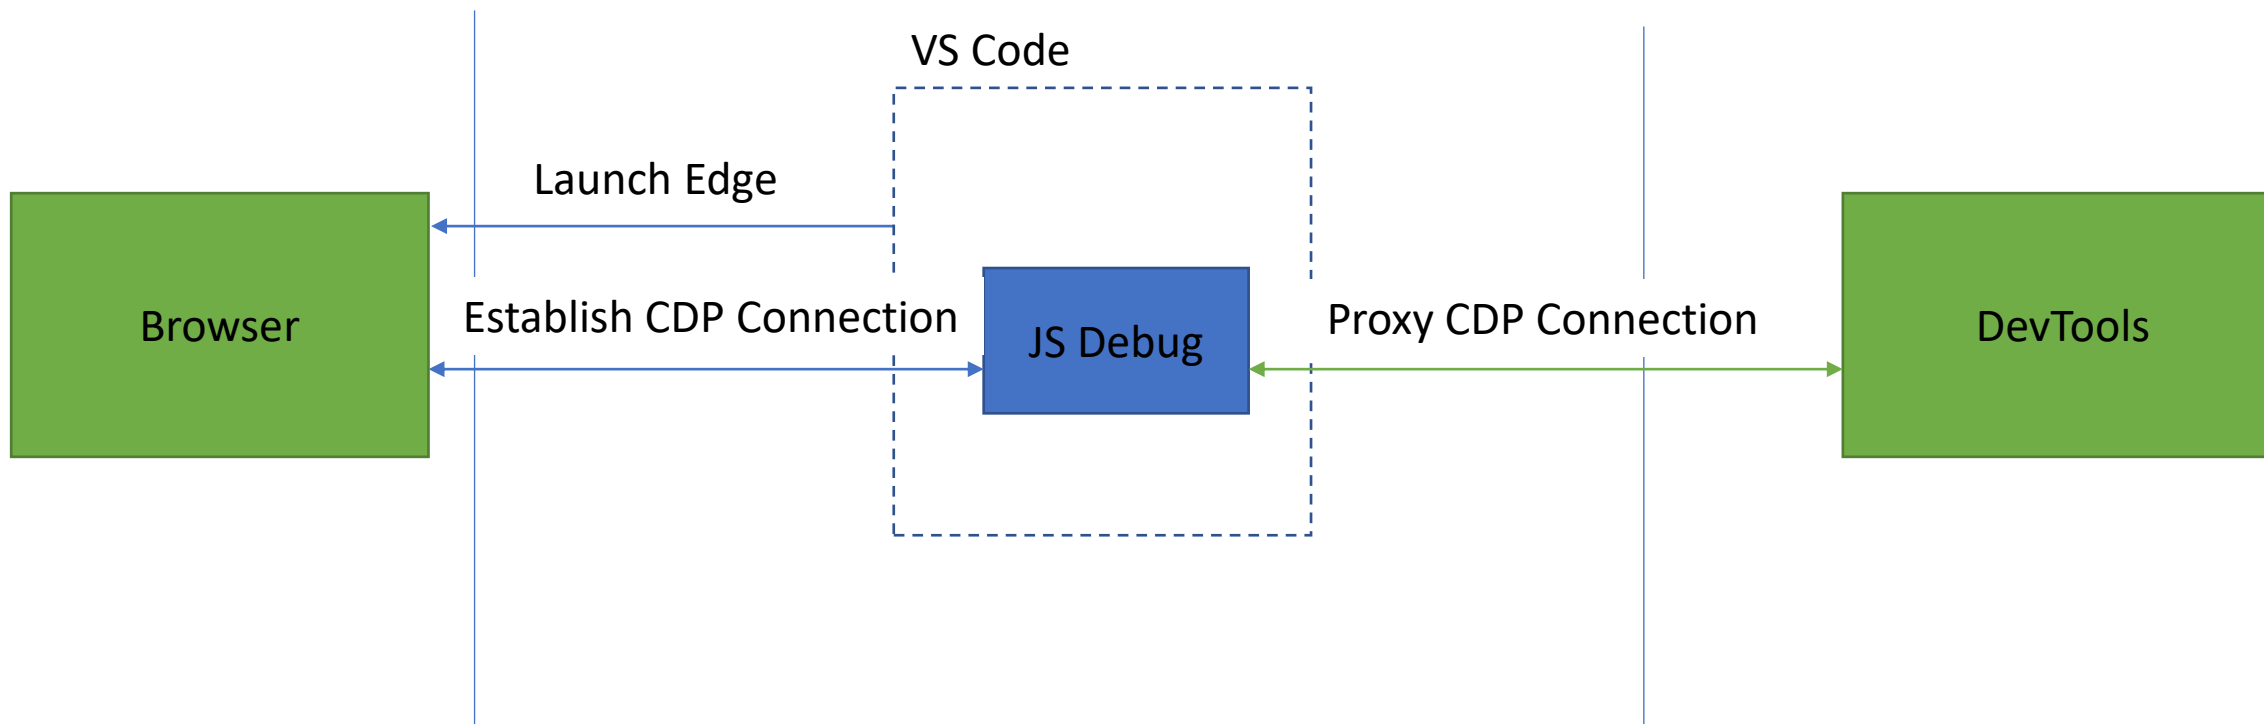 VS Code
Launch Edge
Browser
Establish CDP Connection
JS Debug
Proxy CDP Connection
DevTools